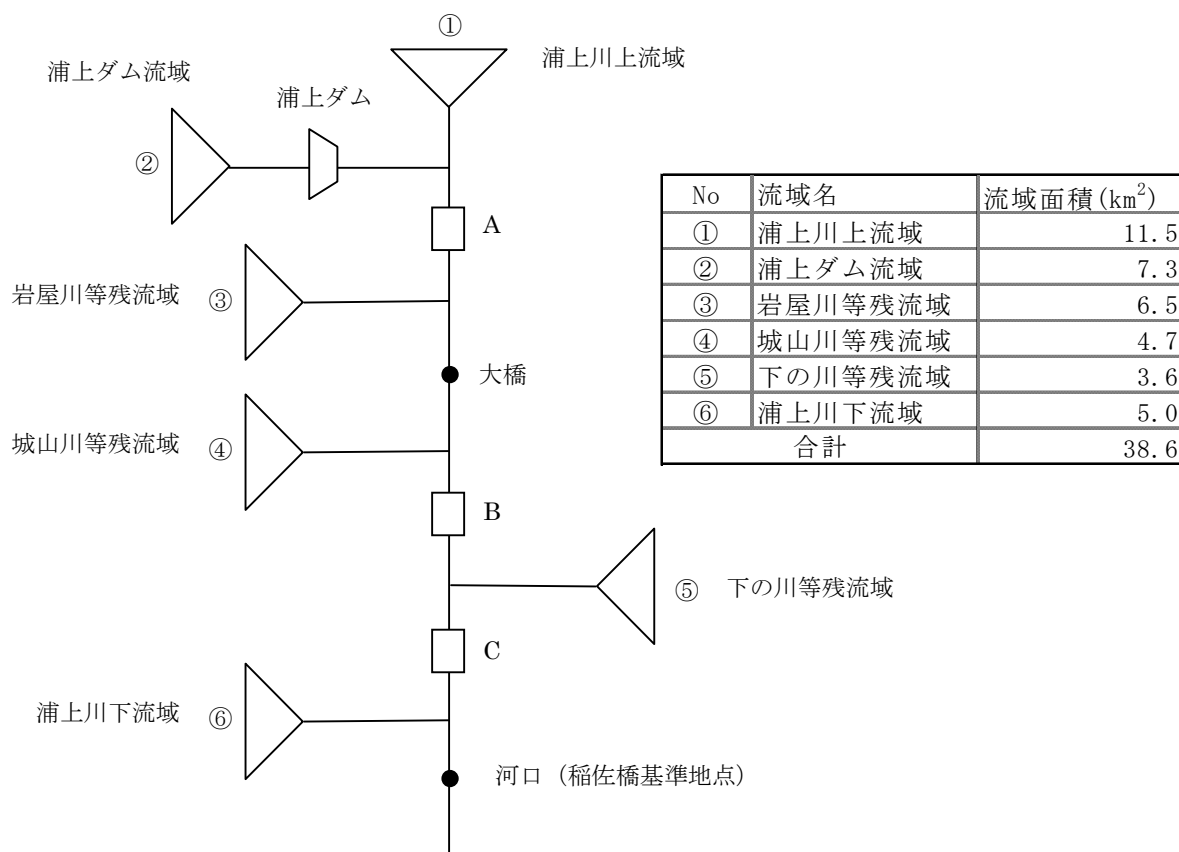 ①
浦上川上流域
浦上ダム流域
浦上ダム
②
A
岩屋川等残流域
③
大橋
城山川等残流域
④
B
⑤
下の川等残流域
C
浦上川下流域
⑥
河口（稲佐橋基準地点）
No 流域名 流域面積(km²)
① 浦上川上流域 11.5
② 浦上ダム流域 7.3
③ 岩屋川等残流域 6.5
④ 城山川等残流域 4.7
⑤ 下の川等残流域 3.6
⑥ 浦上川下流域 5.0
合計 38.6